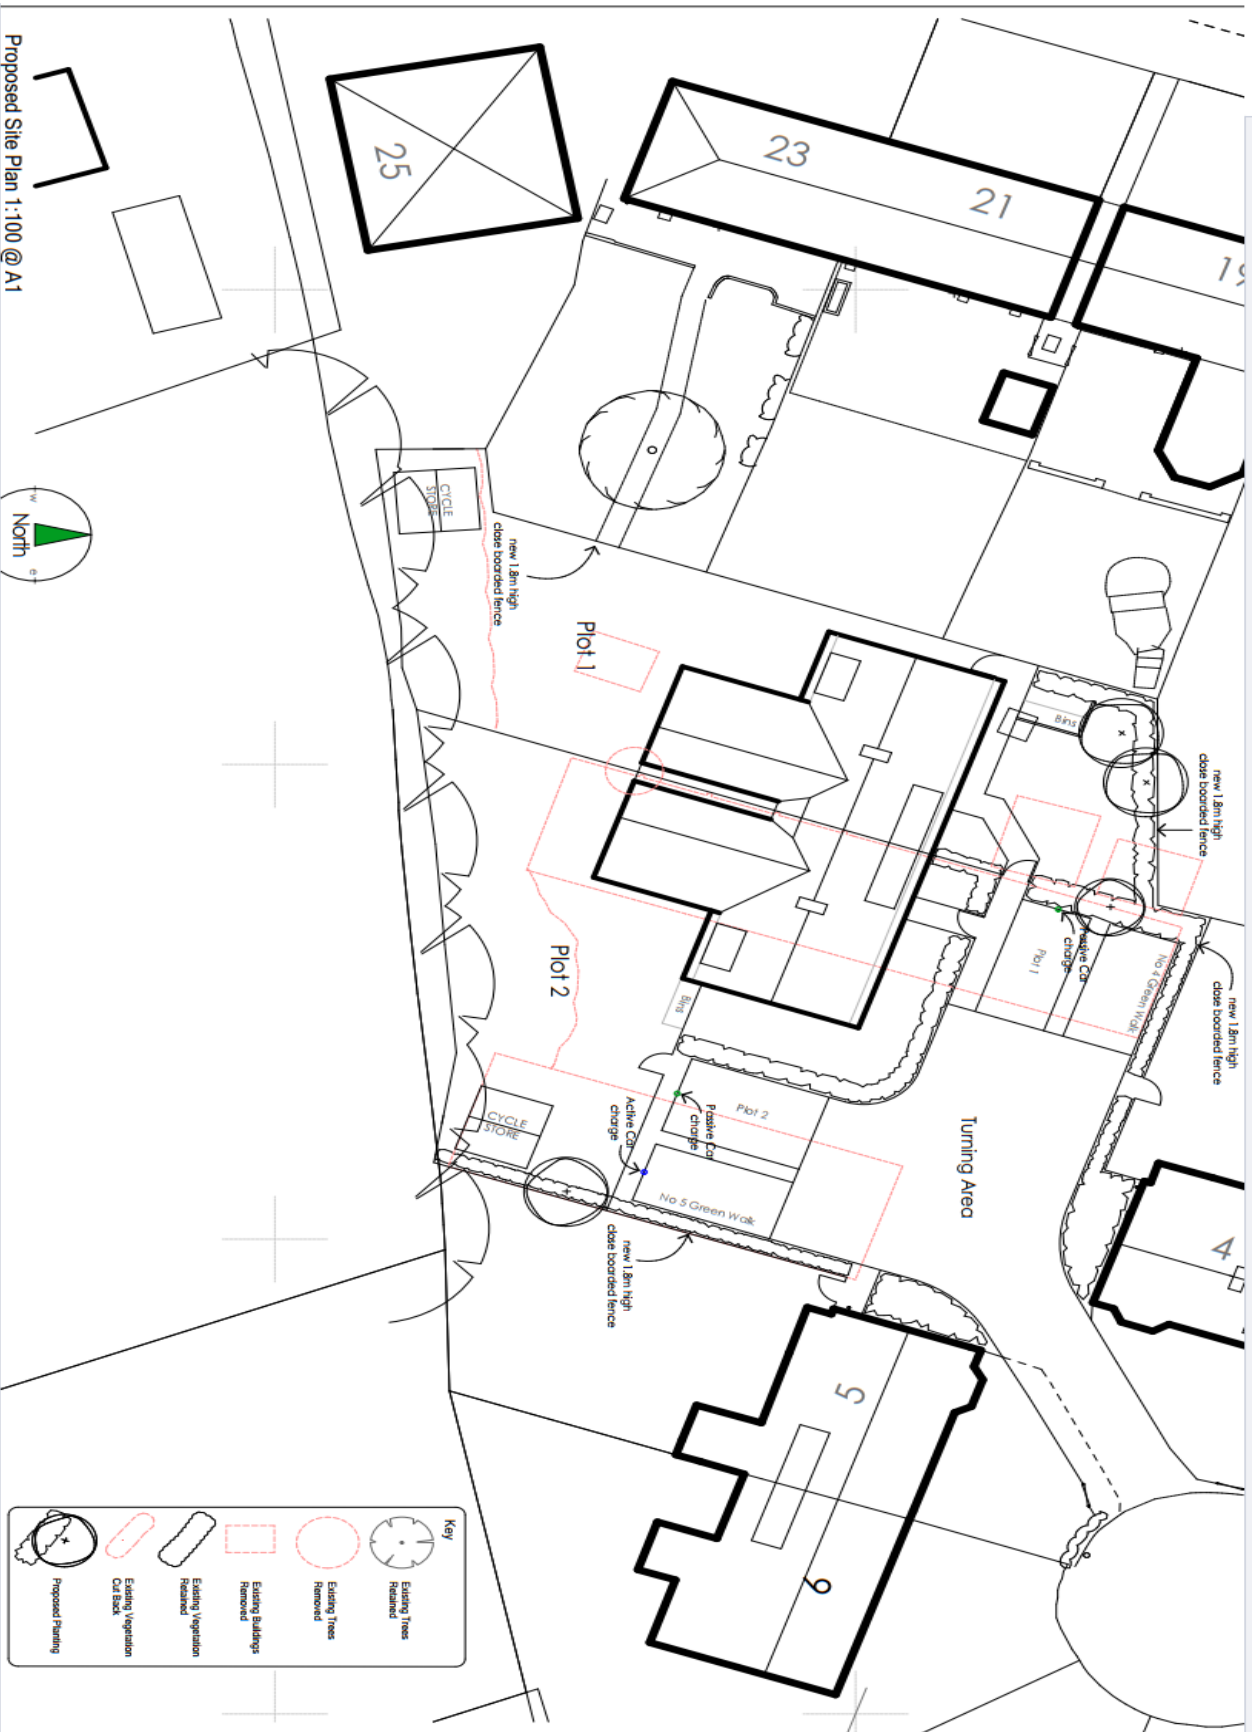 Proposed Site Plan 1:100 @ A1
25
23
21
19
CYCLE
STORE
new 1.8m high
close boarded fence
w
North
e
Plot 1
Bins
new 1.8m high
close boarded fence
Passive Car
charge
Plot 1
No 4 Green Walk
new 1.8m high
close boarded fence
Plot 2
Bins
Turning Area
Passive Car
charge
Plot 2
Active Car
charge
No 5 Green Walk
CYCLE
STORE
new 1.8m high
close boarded fence
4
5
6
Key
Existing Trees
Retained
Existing Trees
Removed
Existing Buildings
Removed
Existing Vegetation
Retained
Existing Vegetation
Cut Back
Proposed Planting